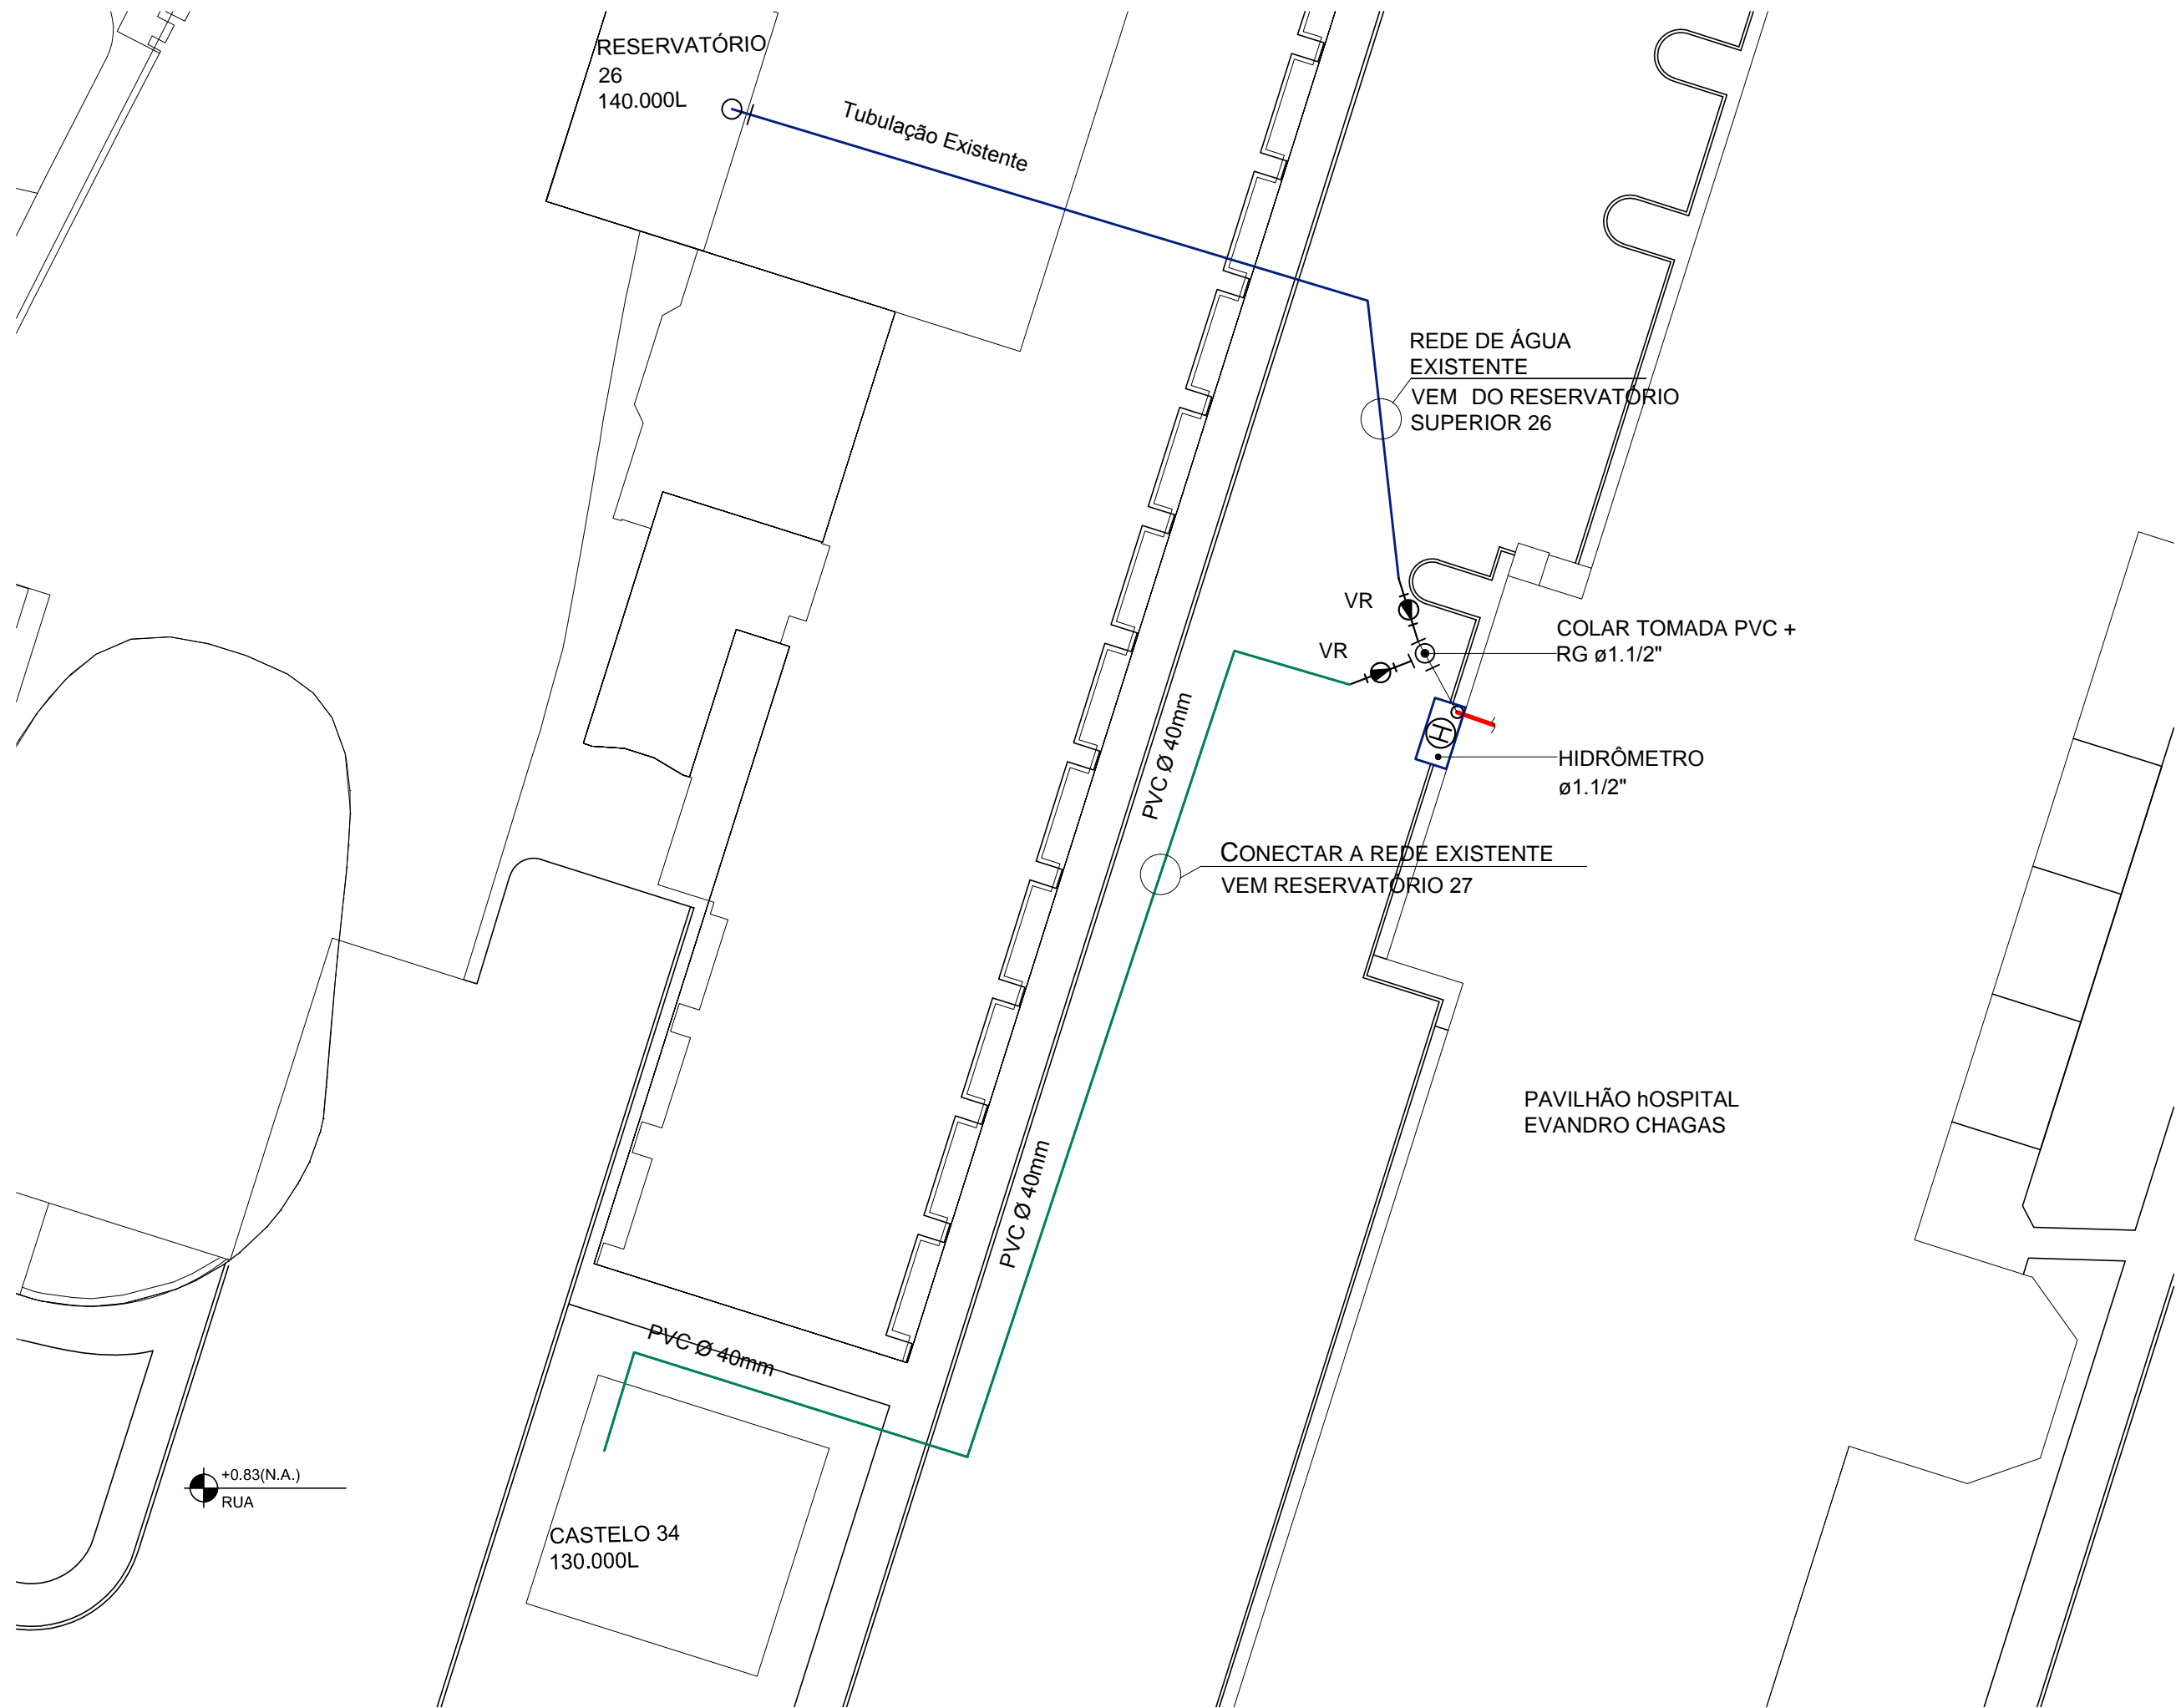 RESERVATÓRIO
26
140.000L
Tubulação Existente
REDE DE ÁGUA
EXISTENTE
VEM DO RESERVATÓRIO
SUPERIOR 26
VR
VR
COLAR TOMADA PVC +
RG ø1.1/2"
H
HIDRÔMETRO
ø1.1/2"
PVC Ø 40mm
CONECTAR A REDE EXISTENTE
VEM RESERVATÓRIO 27
PAVILHÃO hOSPITAL
EVANDRO CHAGAS
PVC Ø 40mm
PVC Ø 40mm
+0.83(N.A.)
RUA
CASTELO 34
130.000L